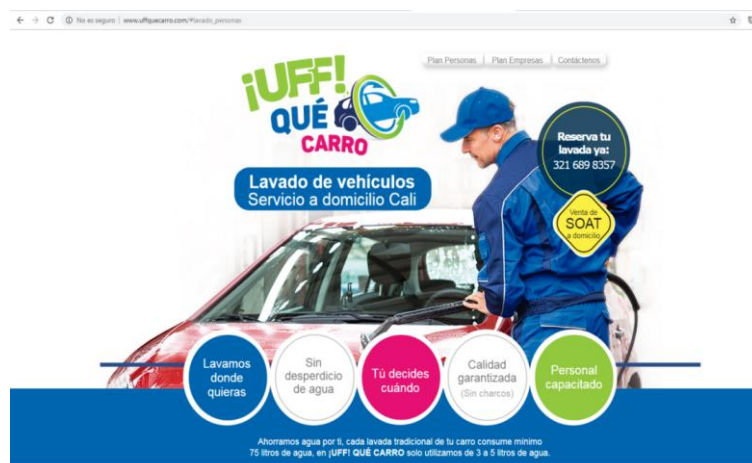 No es seguro | www.uffquecarro.com/#lavado_personas
Plan Personas | Plan Empresas | Contáctenos
¡UFF!
QUÉ
CARRO
Lavado de vehículos
Servicio a domicilio Cali
Reserva tu
lavada ya:
321 689 8357
Venta de
SOAT
a domicilio
Lavamos
donde
quieras
Sin
desperdicio
de agua
Tú decides
cuándo
Calidad
garantizada
(Sin charcos)
Personal
capacitado
Ahorramos agua por ti, cada lavada tradicional de tu carro consume mínimo
75 litros de agua, en ¡UFF! QUÉ CARRO solo utilizamos de 3 a 5 litros de agua.